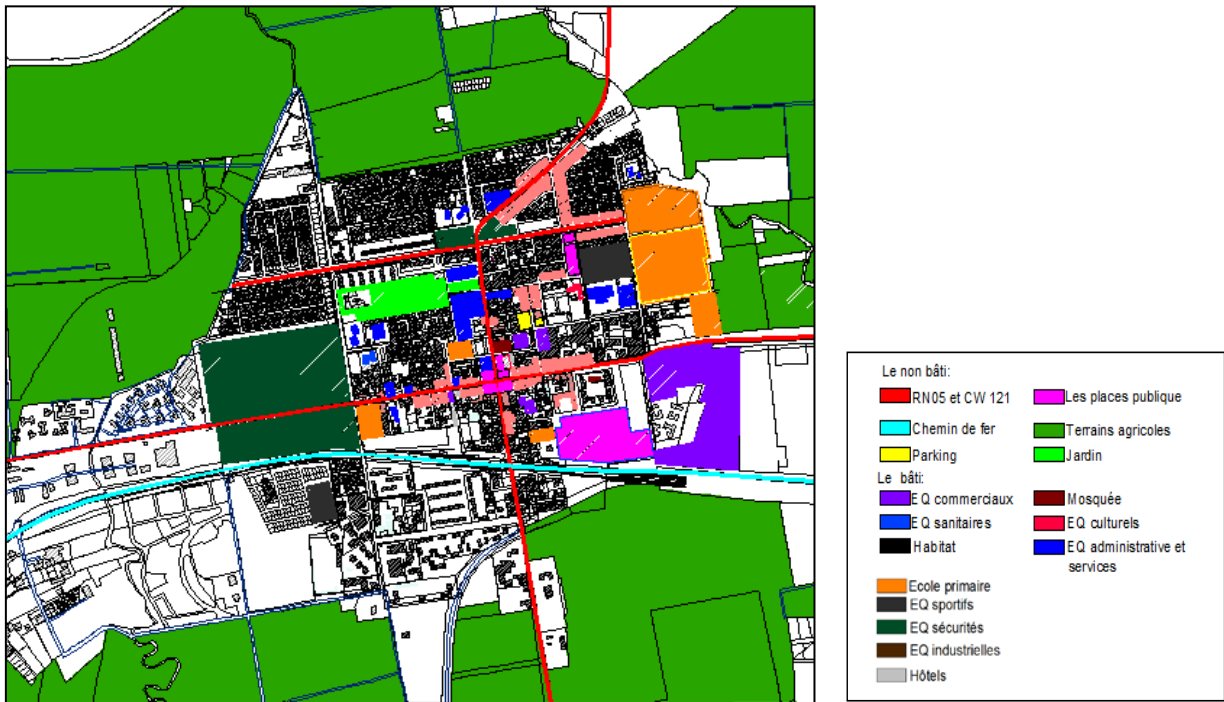 Le non bâti:
RN05 et CW 121
Les places publique
Chemin de fer
Terrains agricoles
Parking
Jardin
Le bâti:
EQ commerciaux
Mosquée
EQ sanitaires
EQ culturels
Habitat
EQ administrative et
services
Ecole primaire
EQ sportifs
EQ sécurités
EQ industrielles
Hôtels